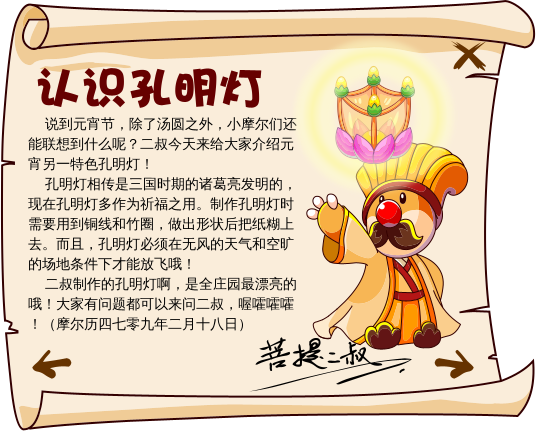 认识孔明灯
说到元宵节，除了汤圆之外，小摩尔们还
能联想到什么呢？二叔今天来给大家介绍元
宵另一特色孔明灯！
孔明灯相传是三国时期的诸葛亮发明的，
现在孔明灯多作为祈福之用。制作孔明灯时
需要用到铜线和竹圈，做出形状后把纸糊上
去。而且，孔明灯必须在无风的天气和空旷
的场地条件下才能放飞哦！
二叔制作的孔明灯啊，是全庄园最漂亮的
哦！大家有问题都可以来问二叔，喔嚯嚯嚯
！（摩尔历四七零九年二月十八日）
菩提二叔